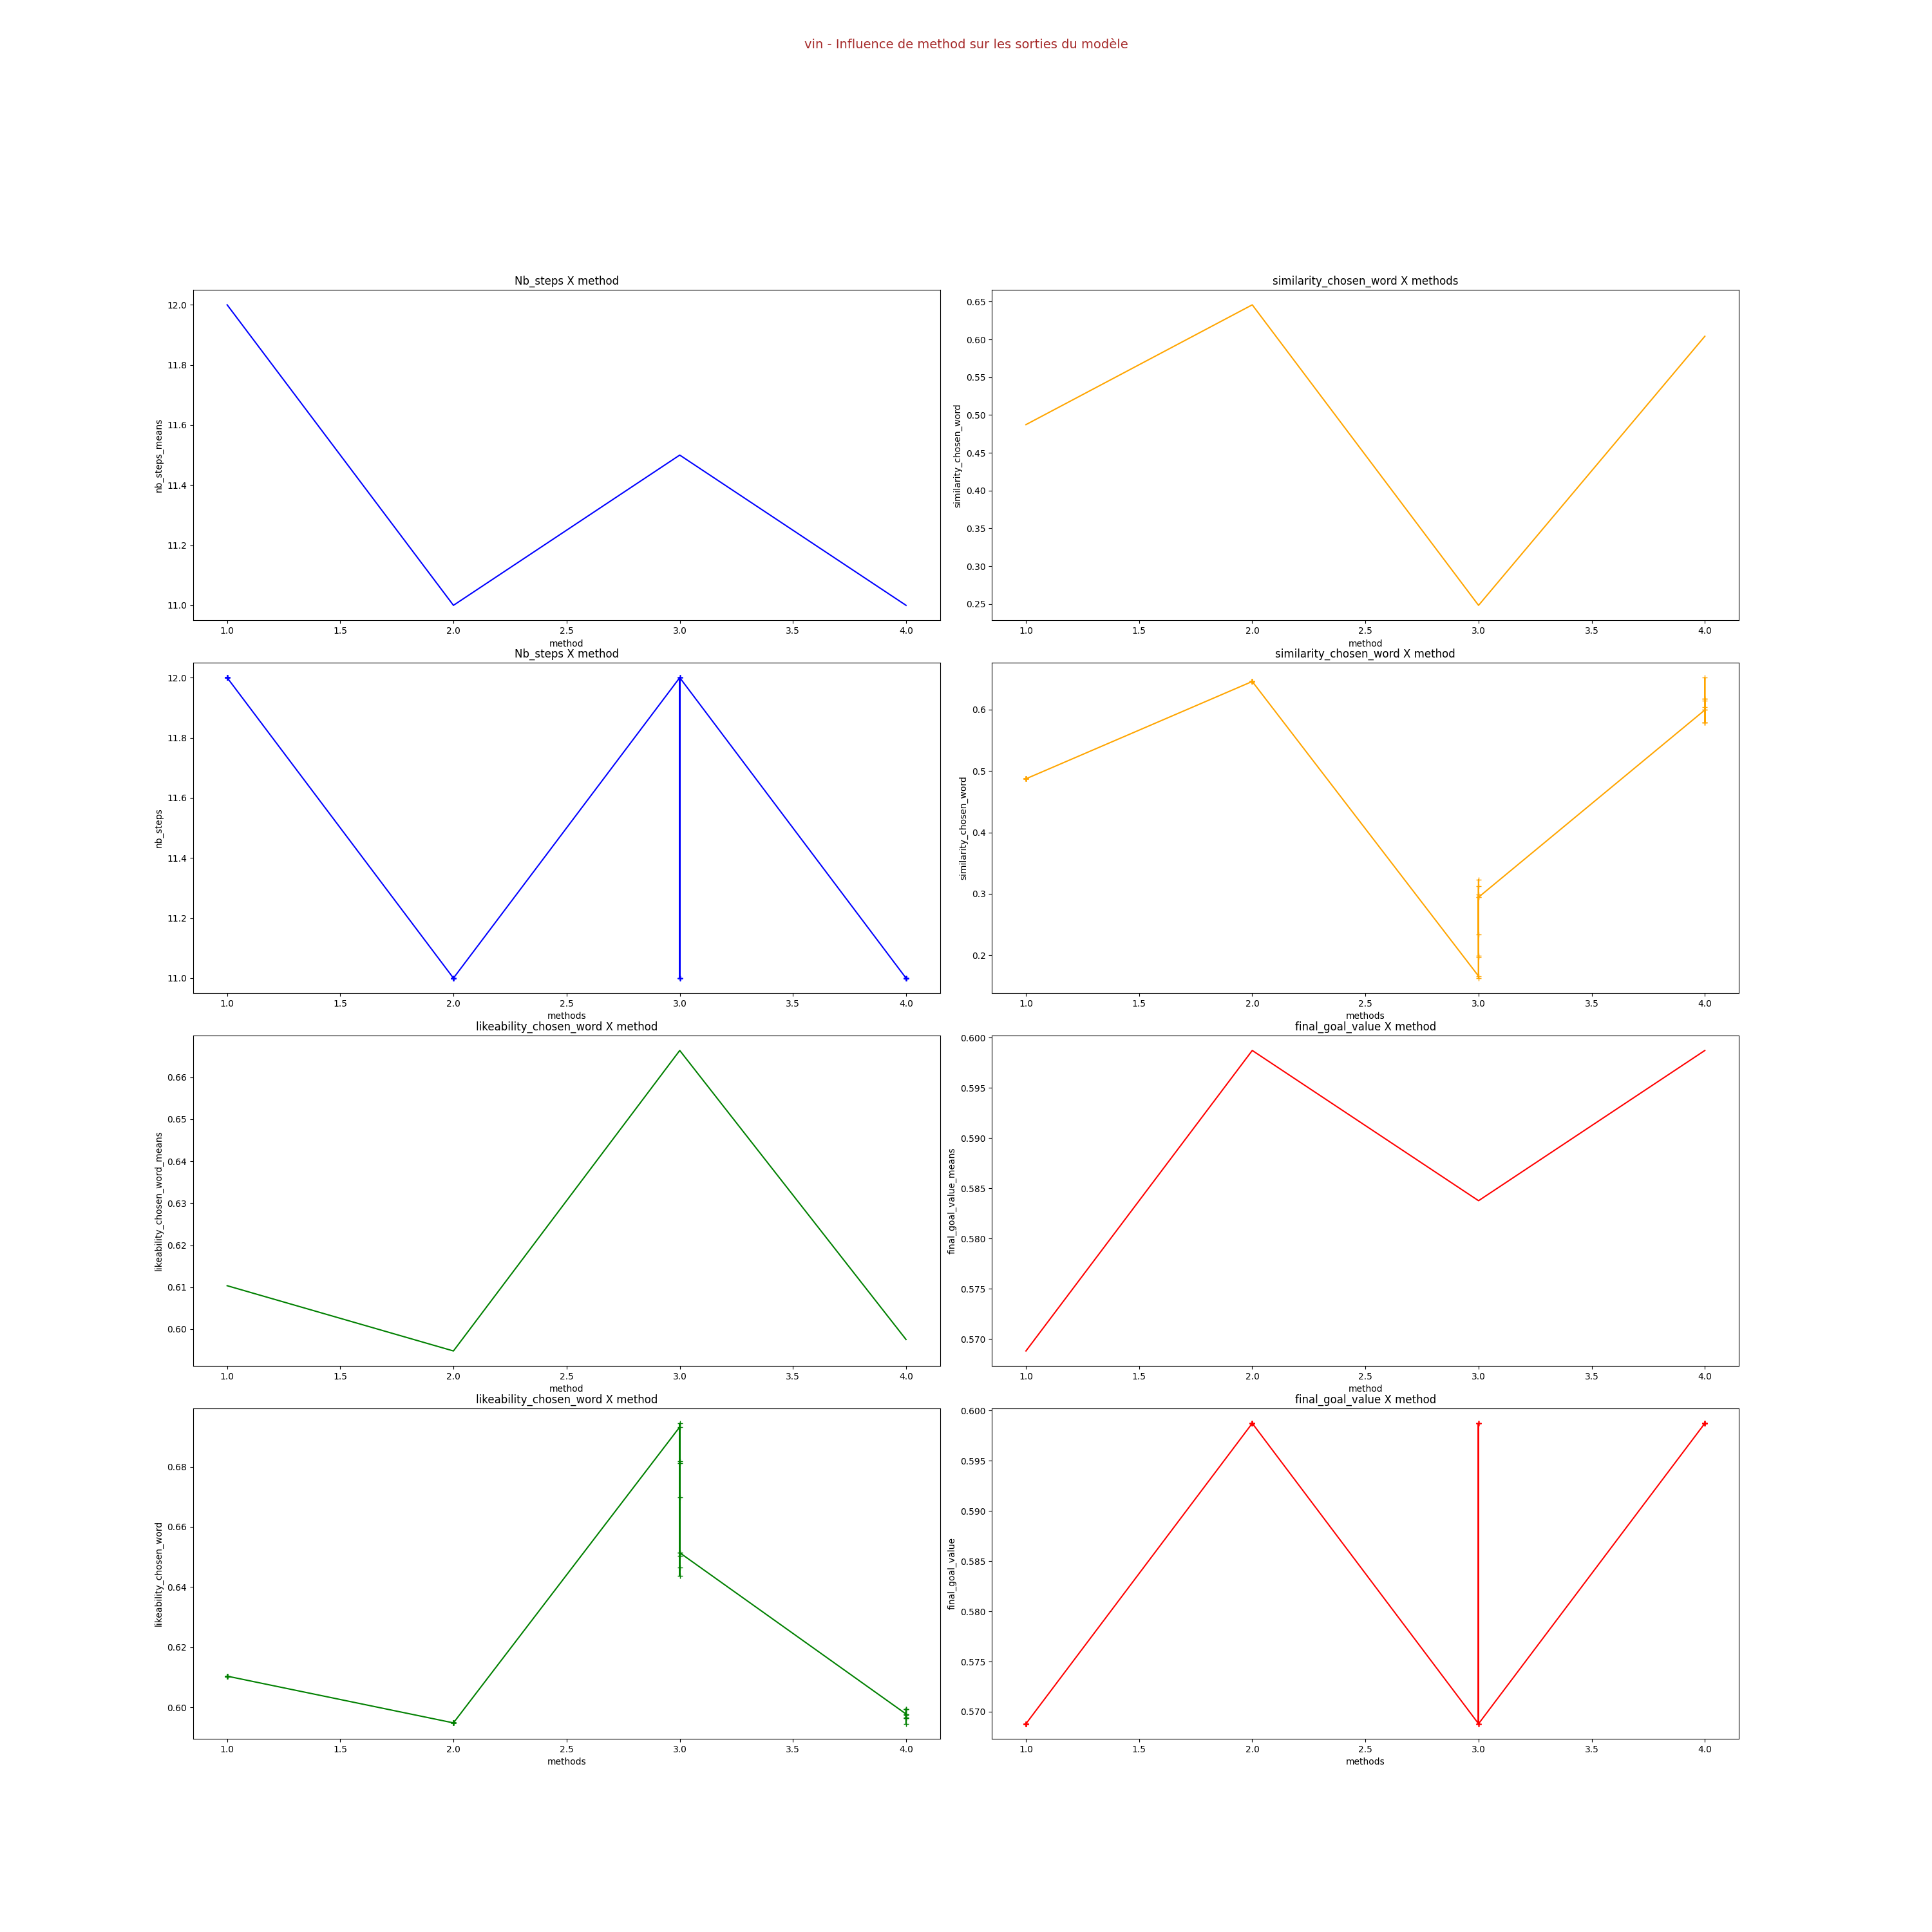 vin - Influence de method sur les sorties du modèle
Nb_steps X method
nb_steps_means
12.0
11.8
11.6
11.4
11.2
11.0
1.0 1.5 2.0 2.5 3.0 3.5 4.0
method
similarity_chosen_word X methods
similarity_chosen_word
0.65
0.60
0.55
0.50
0.45
0.40
0.35
0.30
0.25
1.0 1.5 2.0 2.5 3.0 3.5 4.0
method
Nb_steps X method
nb_steps
12.0
11.8
11.6
11.4
11.2
11.0
1.0 1.5 2.0 2.5 3.0 3.5 4.0
methods
similarity_chosen_word X method
similarity_chosen_word
0.6
0.5
0.4
0.3
0.2
1.0 1.5 2.0 2.5 3.0 3.5 4.0
methods
likeability_chosen_word X method
likeability_chosen_word_means
0.66
0.65
0.64
0.63
0.62
0.61
0.60
1.0 1.5 2.0 2.5 3.0 3.5 4.0
method
final_goal_value X method
final_goal_value_means
0.600
0.595
0.590
0.585
0.580
0.575
0.570
1.0 1.5 2.0 2.5 3.0 3.5 4.0
method
likeability_chosen_word X method
likeability_chosen_word
0.68
0.66
0.64
0.62
0.60
1.0 1.5 2.0 2.5 3.0 3.5 4.0
methods
final_goal_value X method
final_goal_value
0.600
0.595
0.590
0.585
0.580
0.575
0.570
1.0 1.5 2.0 2.5 3.0 3.5 4.0
methods